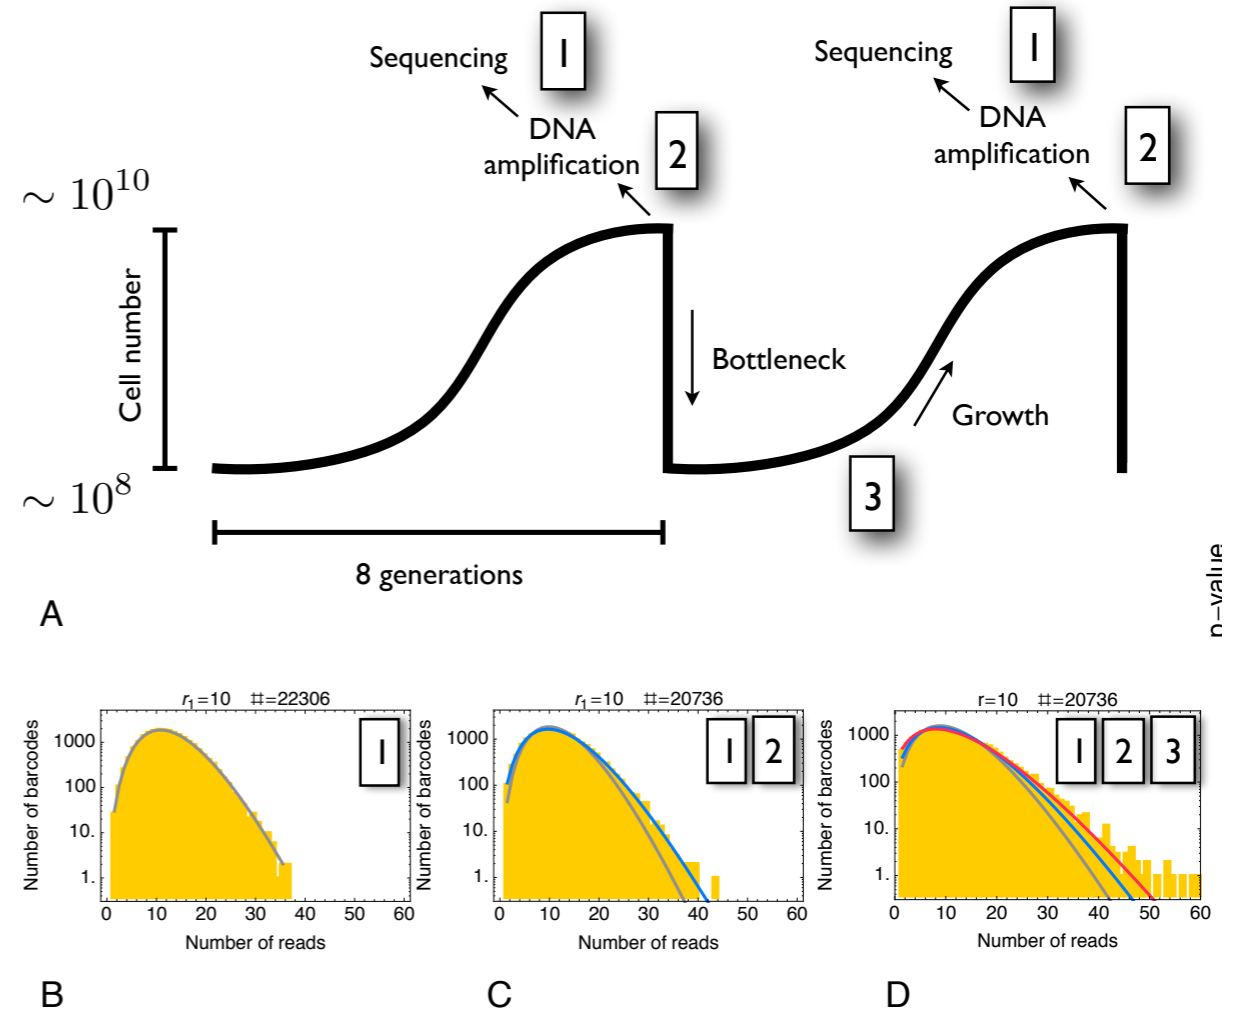 Sequencing
1
DNA
amplification
2
Sequencing
1
DNA
amplification
2
~ 10^10
Cell number
~ 10^8
Bottleneck
Growth
3
8 generations
p-value
A
r1=10 #=22306
1
Number of barcodes
1000
100
10.
1.
0 10 20 30 40 50 60
Number of reads
B
r1=10 #=20736
1 2
Number of barcodes
1000
100
10.
1.
0 10 20 30 40 50 60
Number of reads
C
r=10 #=20736
1 2 3
Number of barcodes
1000
100
10.
1.
0 10 20 30 40 50 60
Number of reads
D